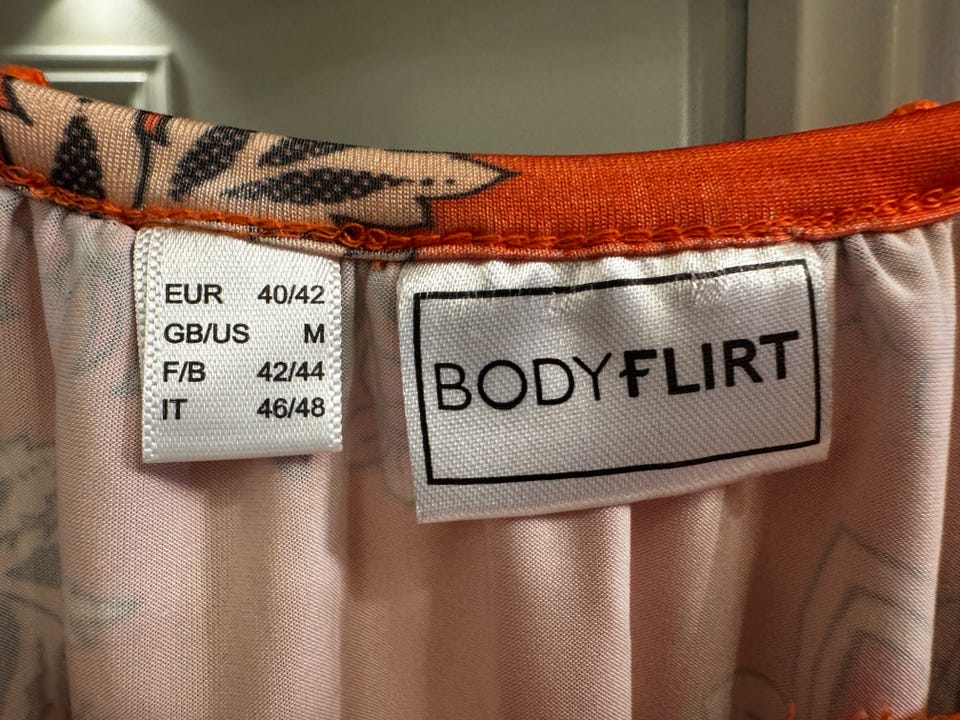 EUR 40/42
GB/US M
F/B 42/44
IT 46/48
BODYFLIRT